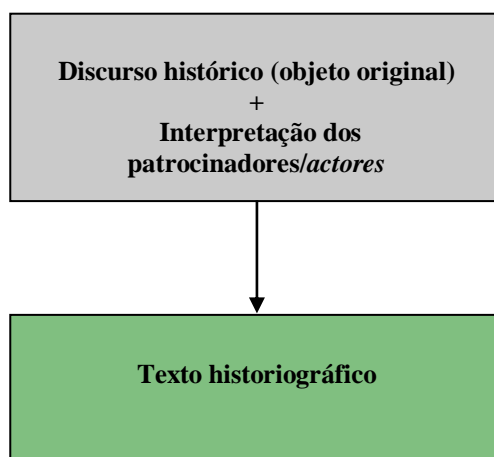 Discurso histórico (objeto original)
+
Interpretação dos
patrocinadores/actores
Texto historiográfico